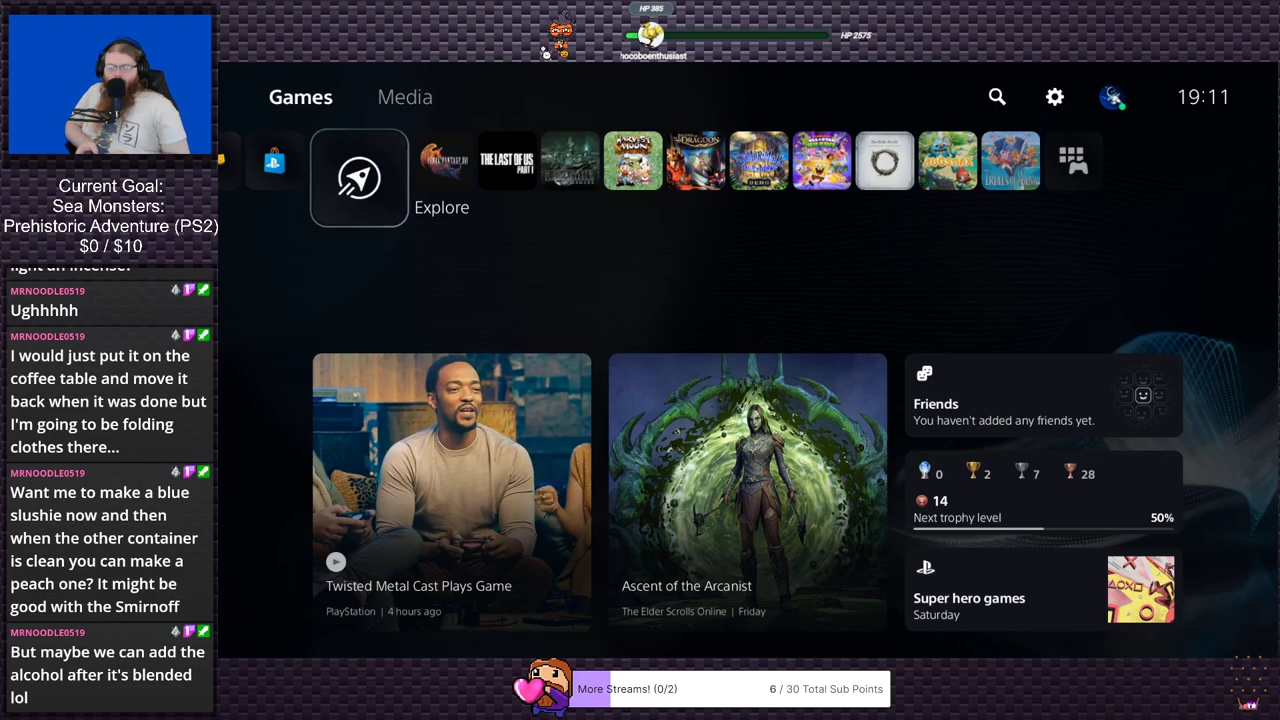 HP 385
HP 2575
hocoboenthusiast
Games
Media
19:11
THE LAST OF US
PART I
Explore
Current Goal:
Sea Monsters:
Prehistoric Adventure (PS2)
$0 / $10
light an incense?
MRNOODLE0519
Ughhhhh
MRNOODLE0519
I would just put it on the
coffee table and move it
back when it was done but
I'm going to be folding
clothes there...
MRNOODLE0519
Want me to make a blue
slushie now and then
when the other container
is clean you can make a
peach one? It might be
good with the Smirnoff
MRNOODLE0519
But maybe we can add the
alcohol after it's blended
lol
Twisted Metal Cast Plays Game
PlayStation | 4 hours ago
Ascent of the Arcanist
The Elder Scrolls Online | Friday
Friends
You haven't added any friends yet.
0
2
7
28
14
Next trophy level
50%
Super hero games
Saturday
More Streams! (0/2)
6 / 30 Total Sub Points